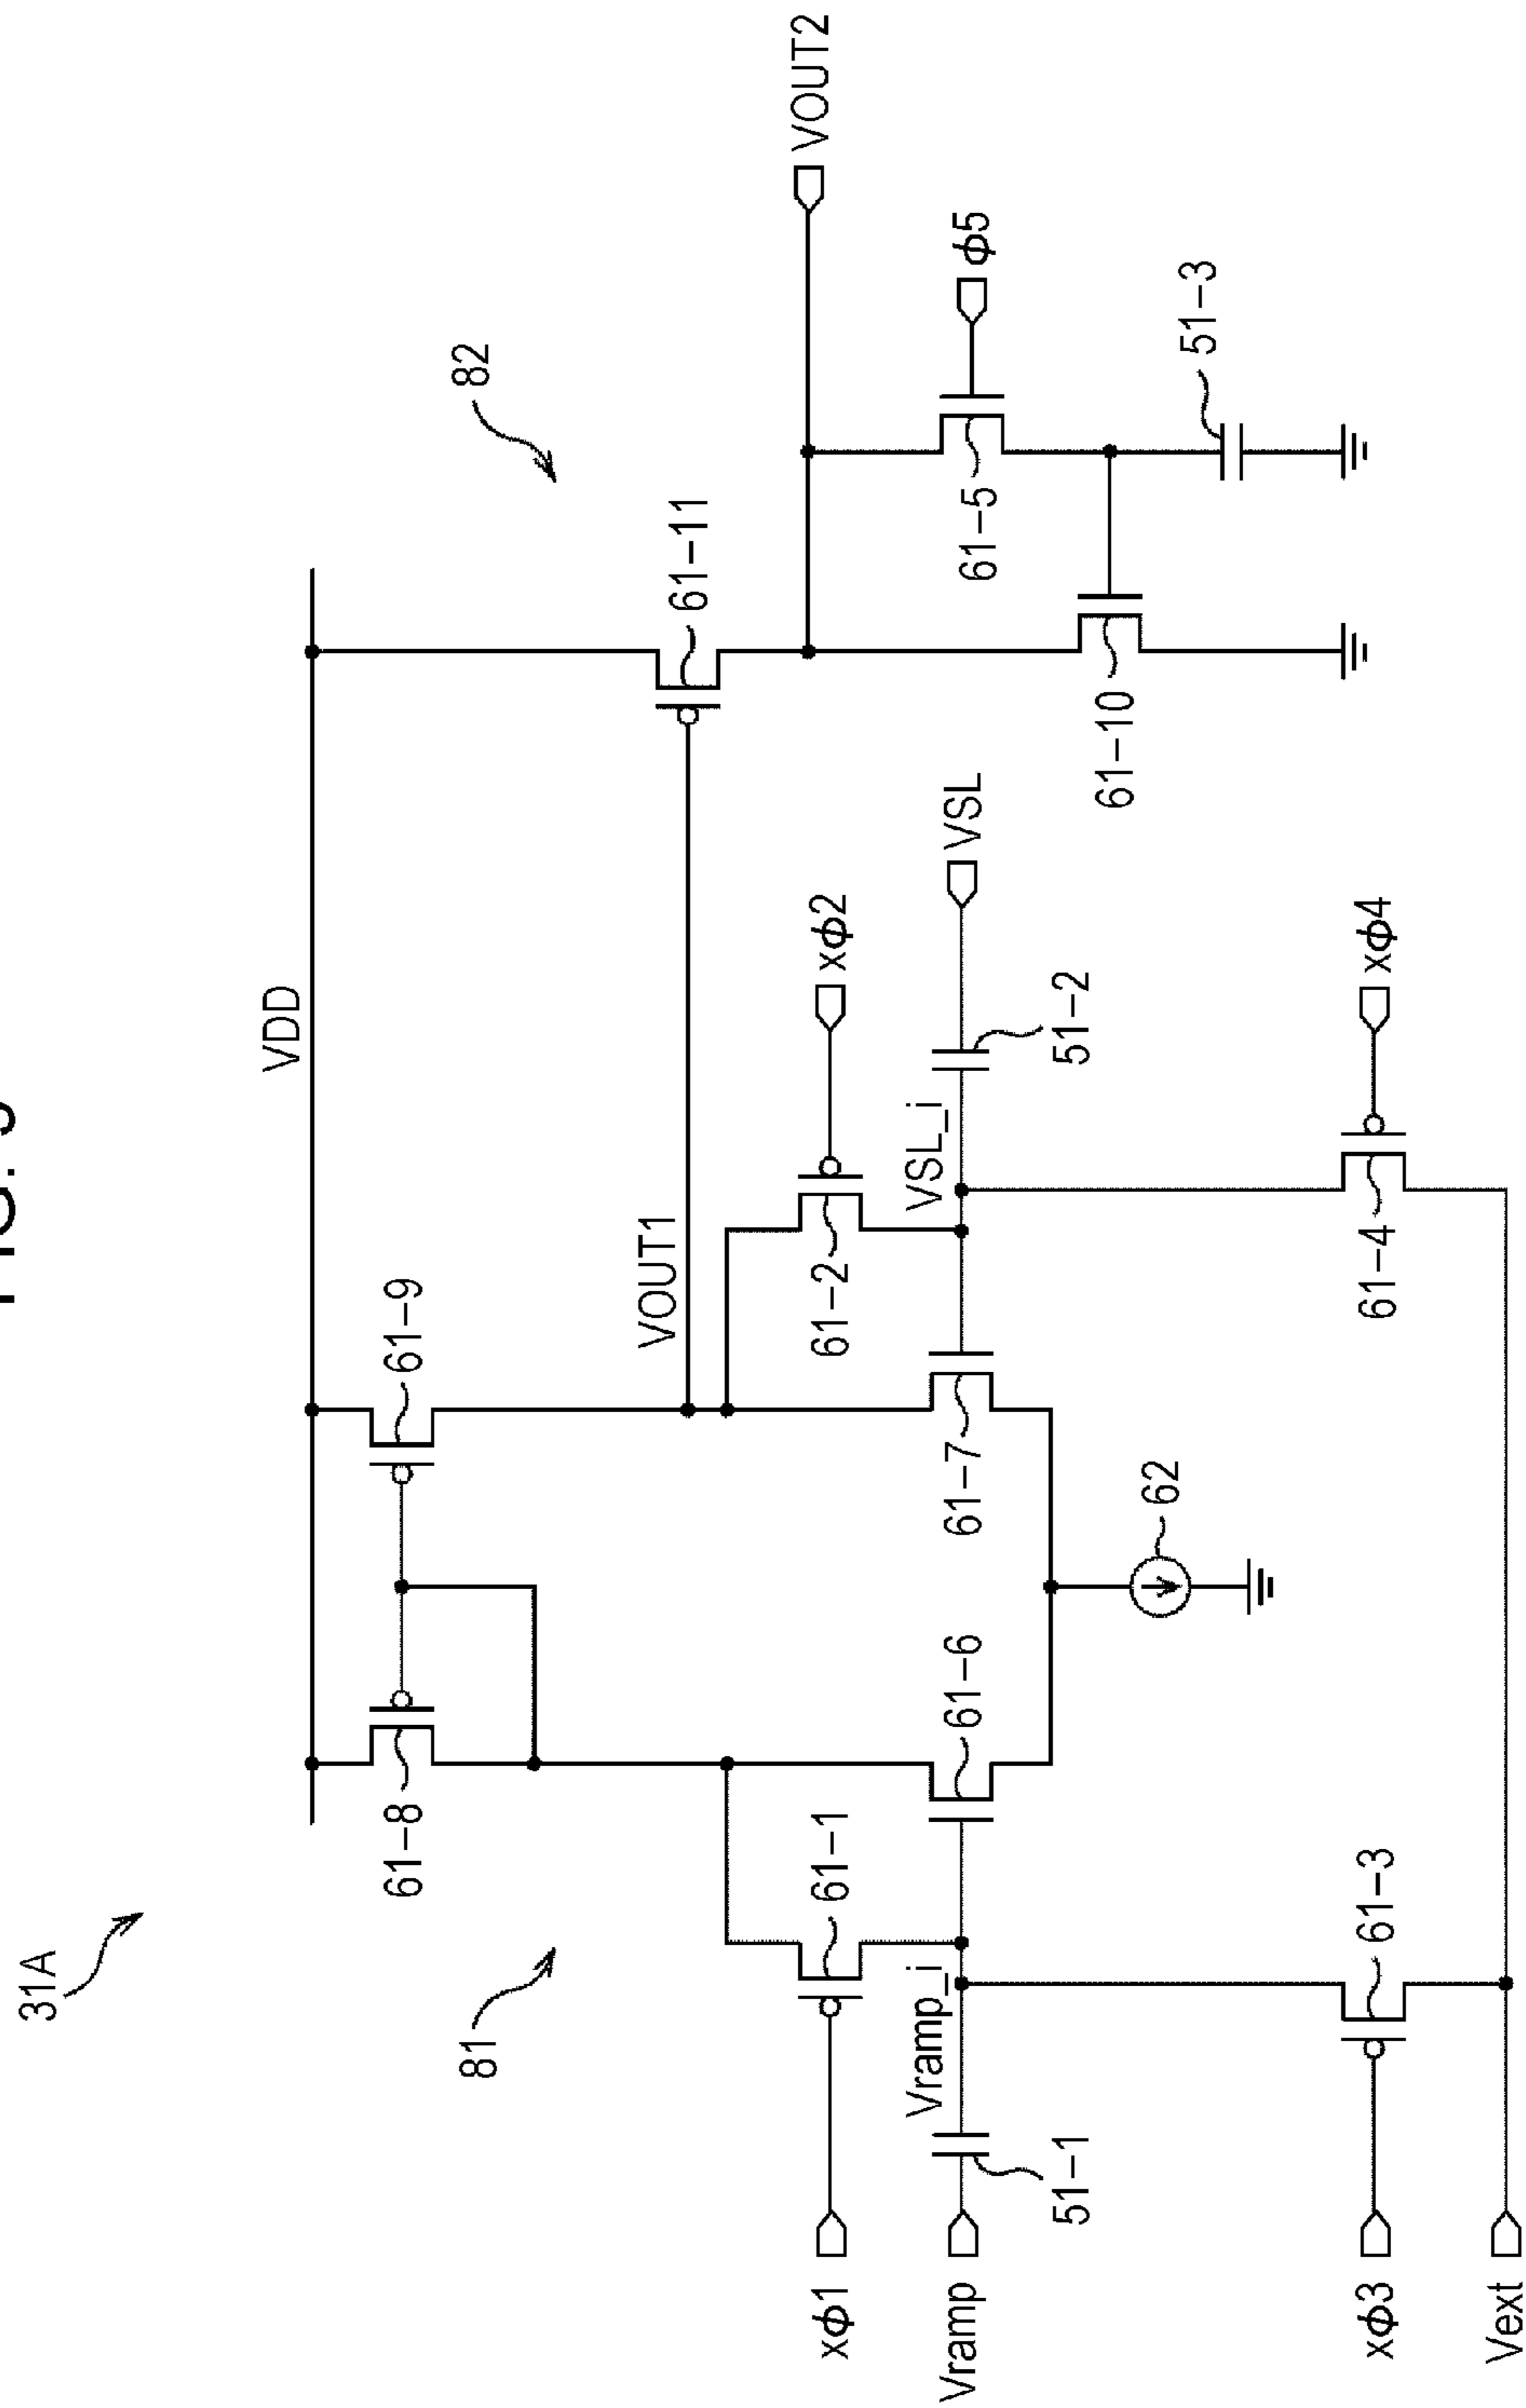 FIG.
31A
VDD
61-8
61-9
81
82
VOUT1
61-11
VOUT2
xφ1
61-1
61-2
xφ2
Vramp
Vramp_i
61-6
61-7
VSL_i
VSL
61-5
φ5
51-1
62
51-2
61-10
51-3
xφ3
61-3
61-4
xφ4
Vext